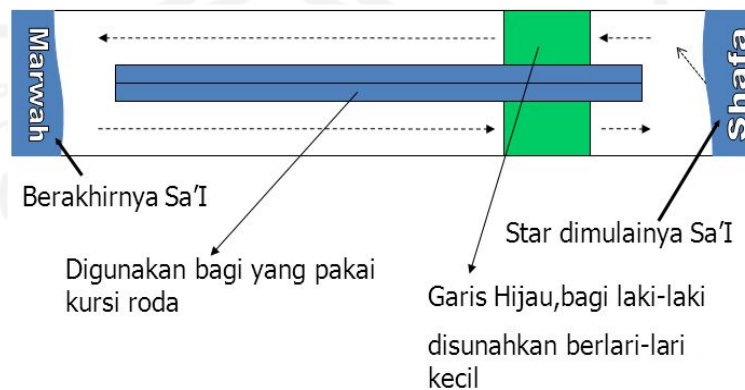 Marwah
Shafa
Berakhirnya Sa'I
Star dimulainya Sa'I
Digunakan bagi yang pakai
kursi roda
Garis Hijau,bagi laki-laki
disunahkan berlari-lari
kecil